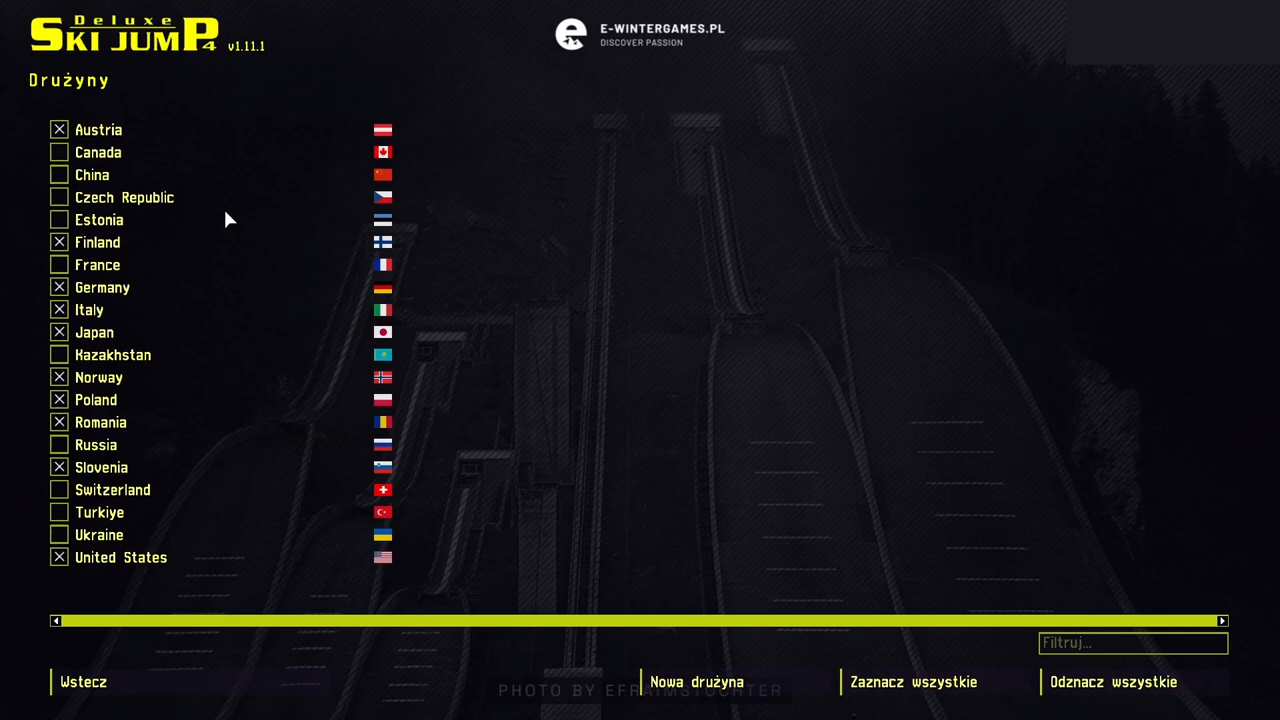 Deluxe
SKI JUMP 4 v1.11.1
E-WINTERGAMES.PL
DISCOVER PASSION
Drużyny
Austria
Canada
China
Czech Republic
Estonia
Finland
France
Germany
Italy
Japan
Kazakhstan
Norway
Poland
Romania
Russia
Slovenia
Switzerland
Turkiye
Ukraine
United States
Filtruj...
Wstecz
Nowa drużyna
Zaznacz wszystkie
Odznacz wszystkie
PHOTO BY EFRAIMSTOCHTER